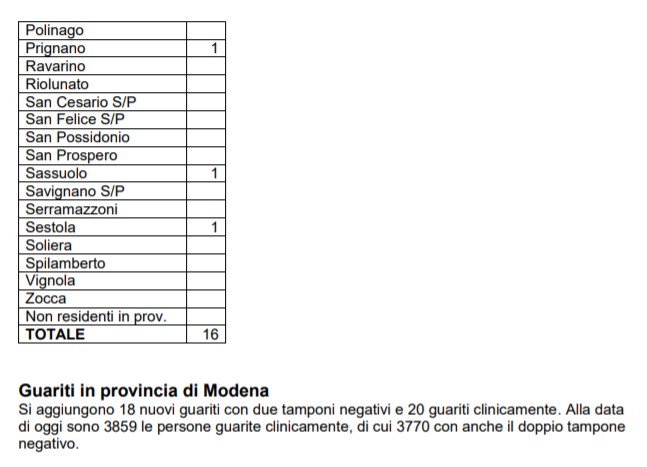 Polinago
Prignano 1
Ravarino
Riolunato
San Cesario S/P
San Felice S/P
San Possidonio
San Prospero
Sassuolo 1
Savignano S/P
Serramazzoni
Sestola 1
Soliera
Spilamberto
Vignola
Zocca
Non residenti in prov.
TOTALE 16
Guariti in provincia di Modena
Si aggiungono 18 nuovi guariti con due tamponi negativi e 20 guariti clinicamente. Alla data
di oggi sono 3859 le persone guarite clinicamente, di cui 3770 con anche il doppio tampone
negativo.